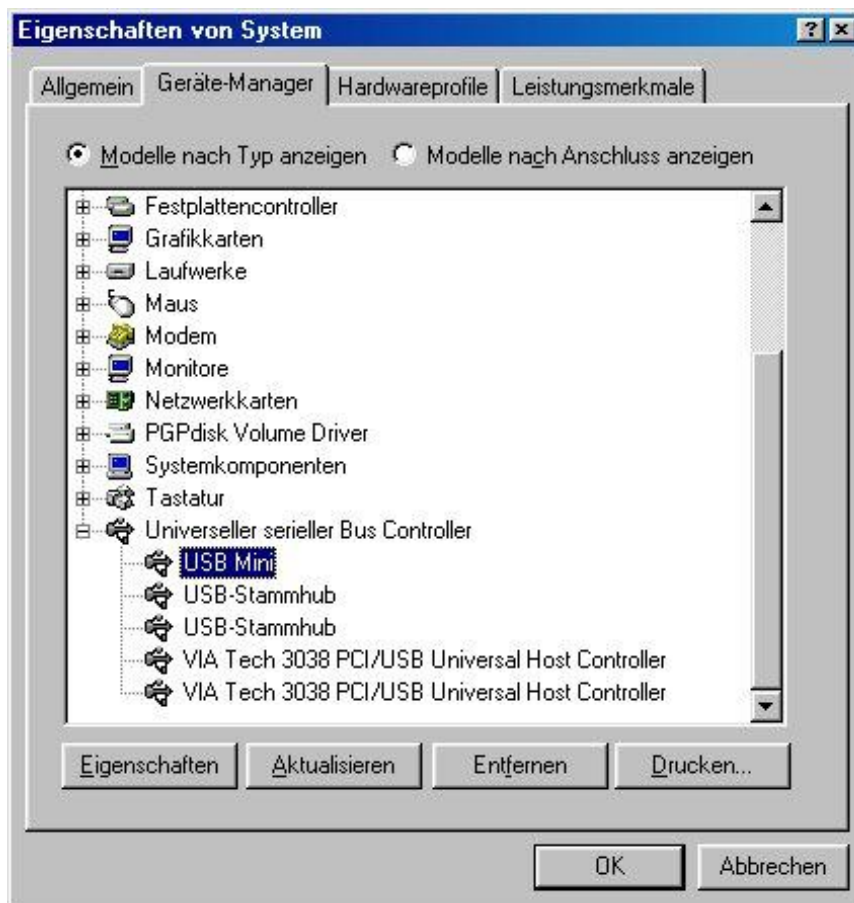 Eigenschaften von System
Allgemein Geräte-Manager Hardwareprofile Leistungsmerkmale
Modelle nach Typ anzeigen Modelle nach Anschluss anzeigen
Festplattencontroller
Grafikkarten
Laufwerke
Maus
Modem
Monitore
Netzwerkkarten
PGPdisk Volume Driver
Systemkomponenten
Tastatur
Universeller serieller Bus Controller
USB Mini
USB-Stammhub
USB-Stammhub
VIA Tech 3038 PCI/USB Universal Host Controller
VIA Tech 3038 PCI/USB Universal Host Controller
Eigenschaften Aktualisieren Entfernen Drucken...
OK Abbrechen